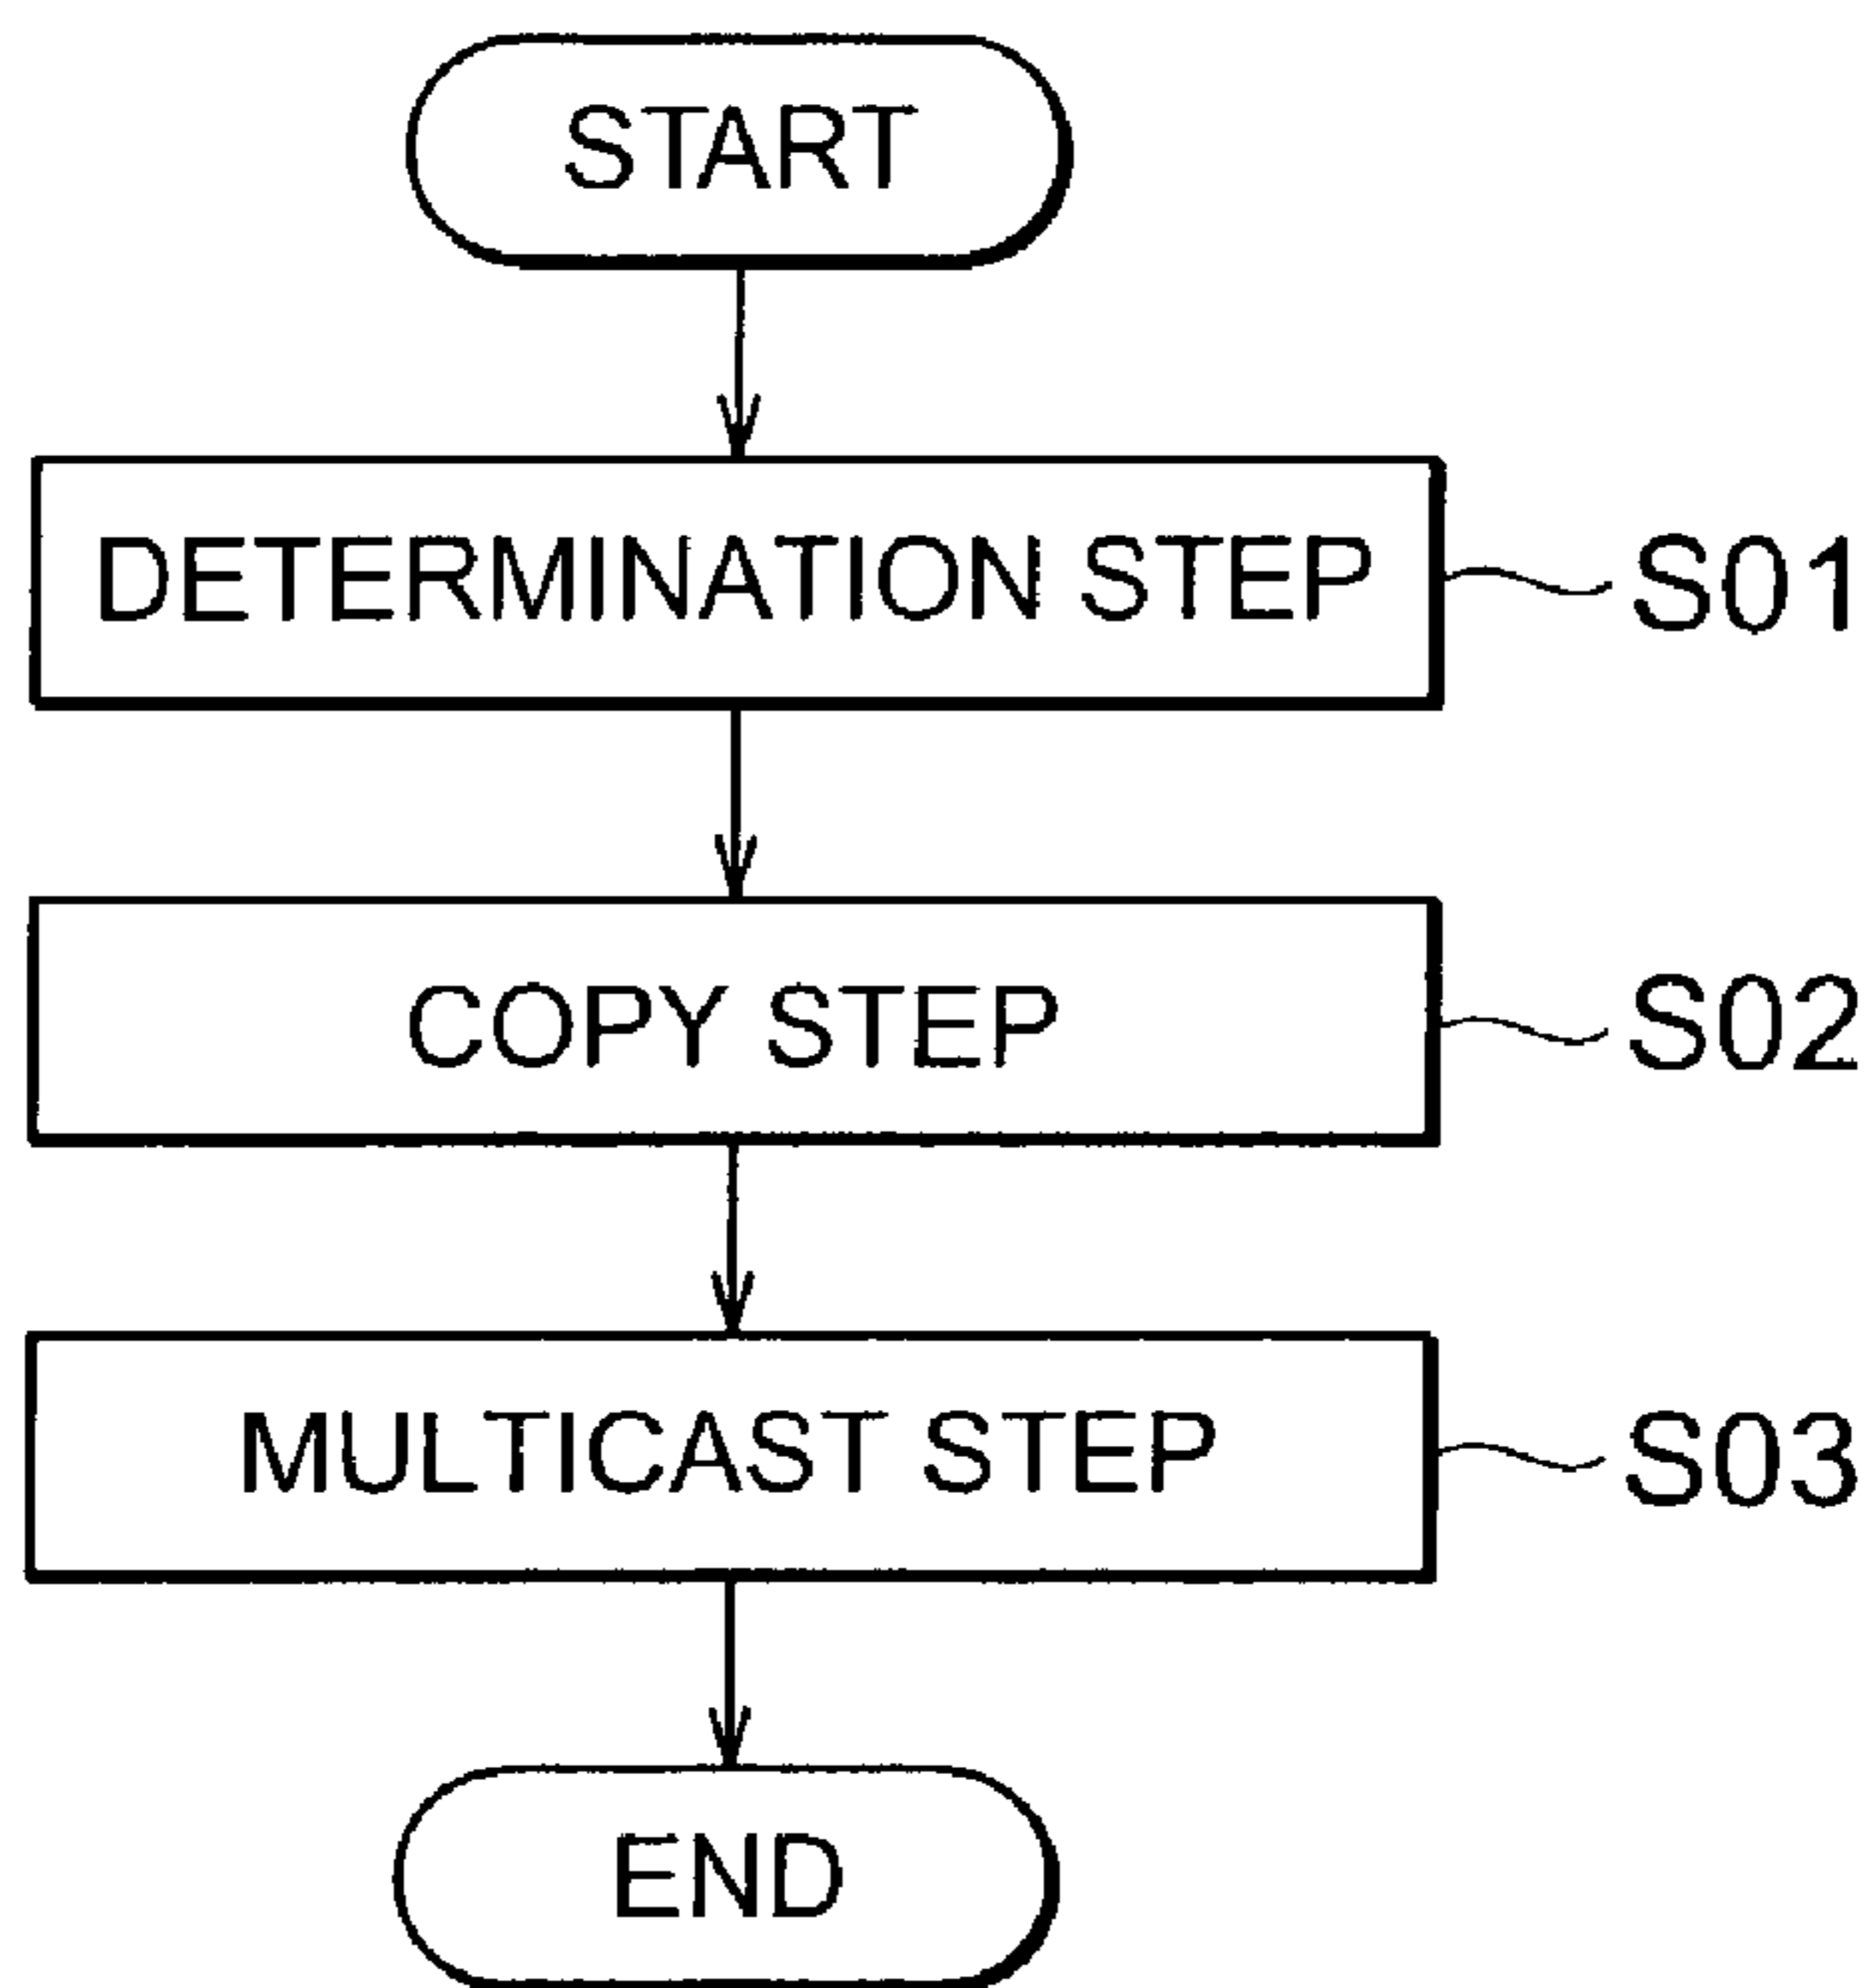 START
DETERMINATION STEP S01
COPY STEP S02
MULTICAST STEP S03
END